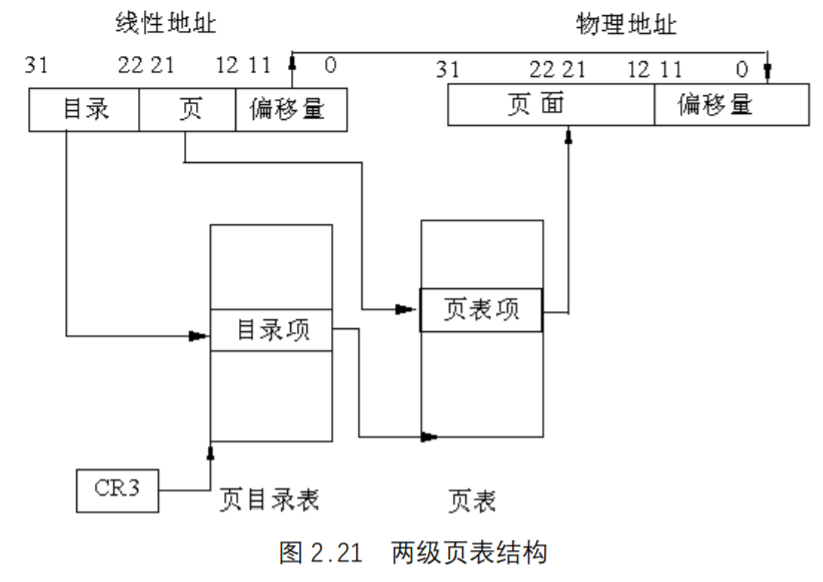 线性地址 物理地址
31 22 21 12 11 0 31 22 21 12 11 0
目录 页 偏移量 页面 偏移量
目录项 页表项
CR3
页目录表 页表
图 2.21 两级页表结构